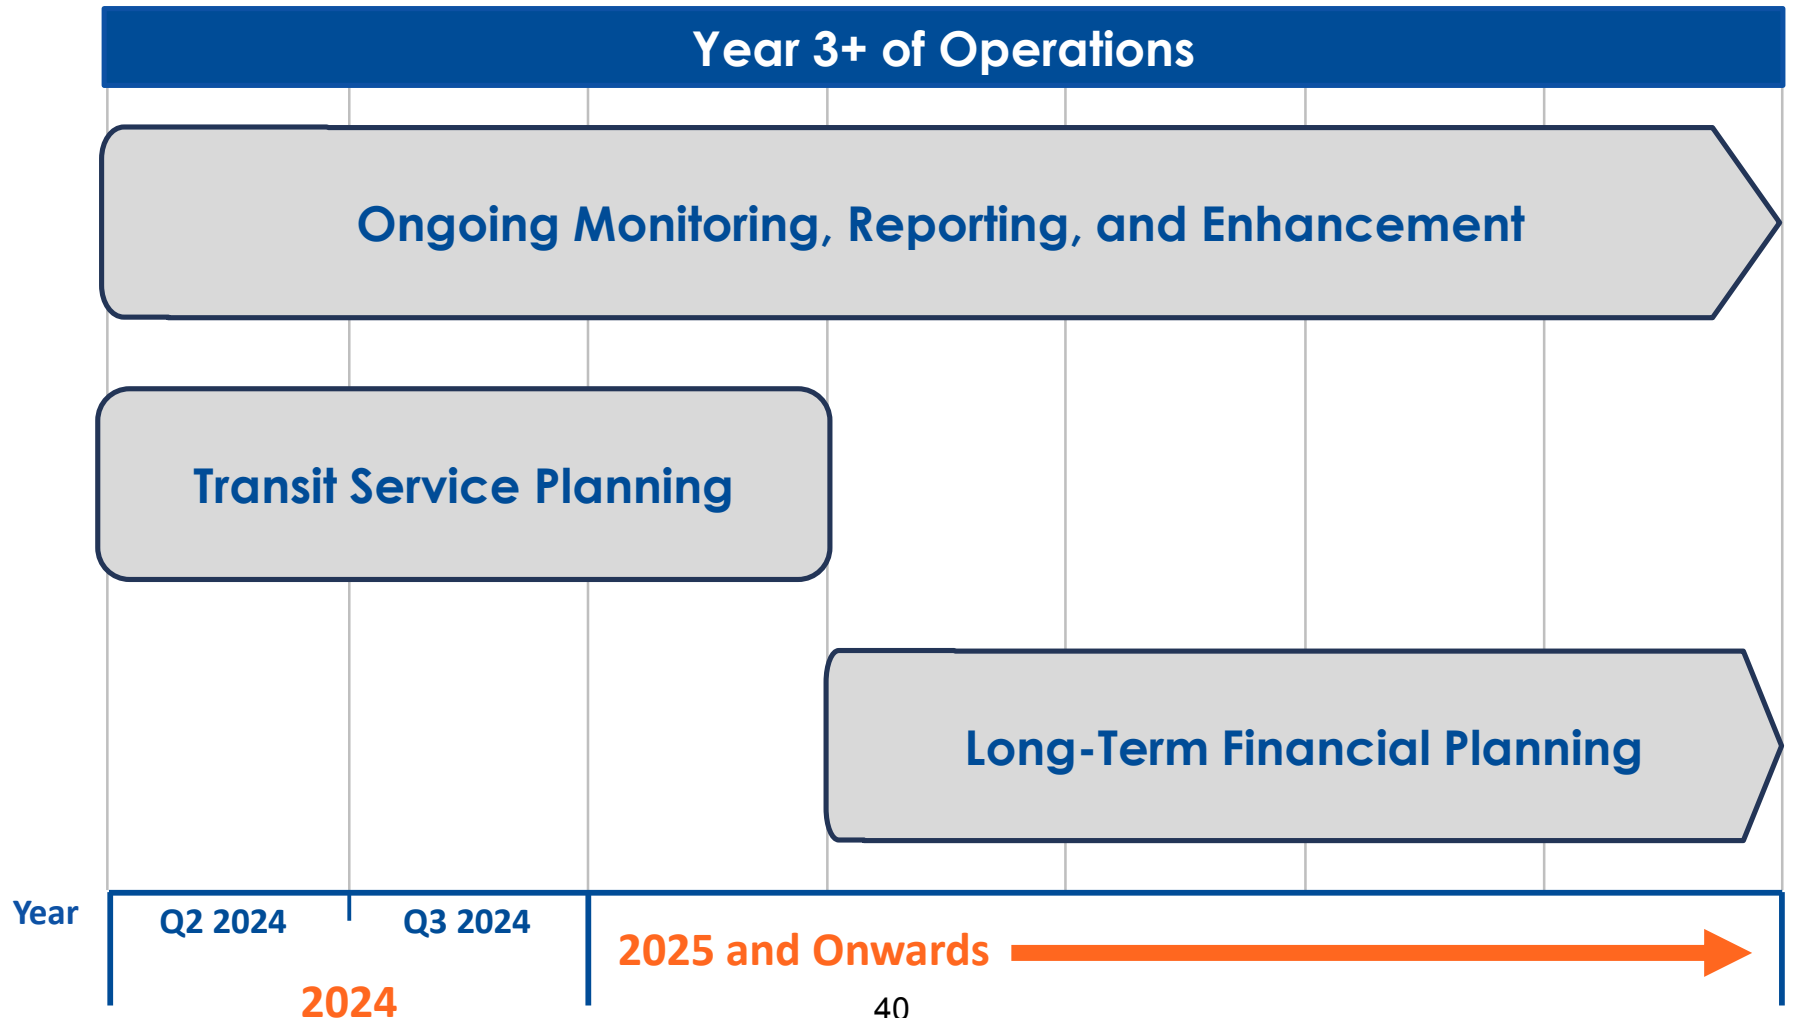 Year 3+ of Operations
Ongoing Monitoring, Reporting, and Enhancement
Transit Service Planning
Long-Term Financial Planning
Year
Q2 2024
Q3 2024
2025 and Onwards
2024
40